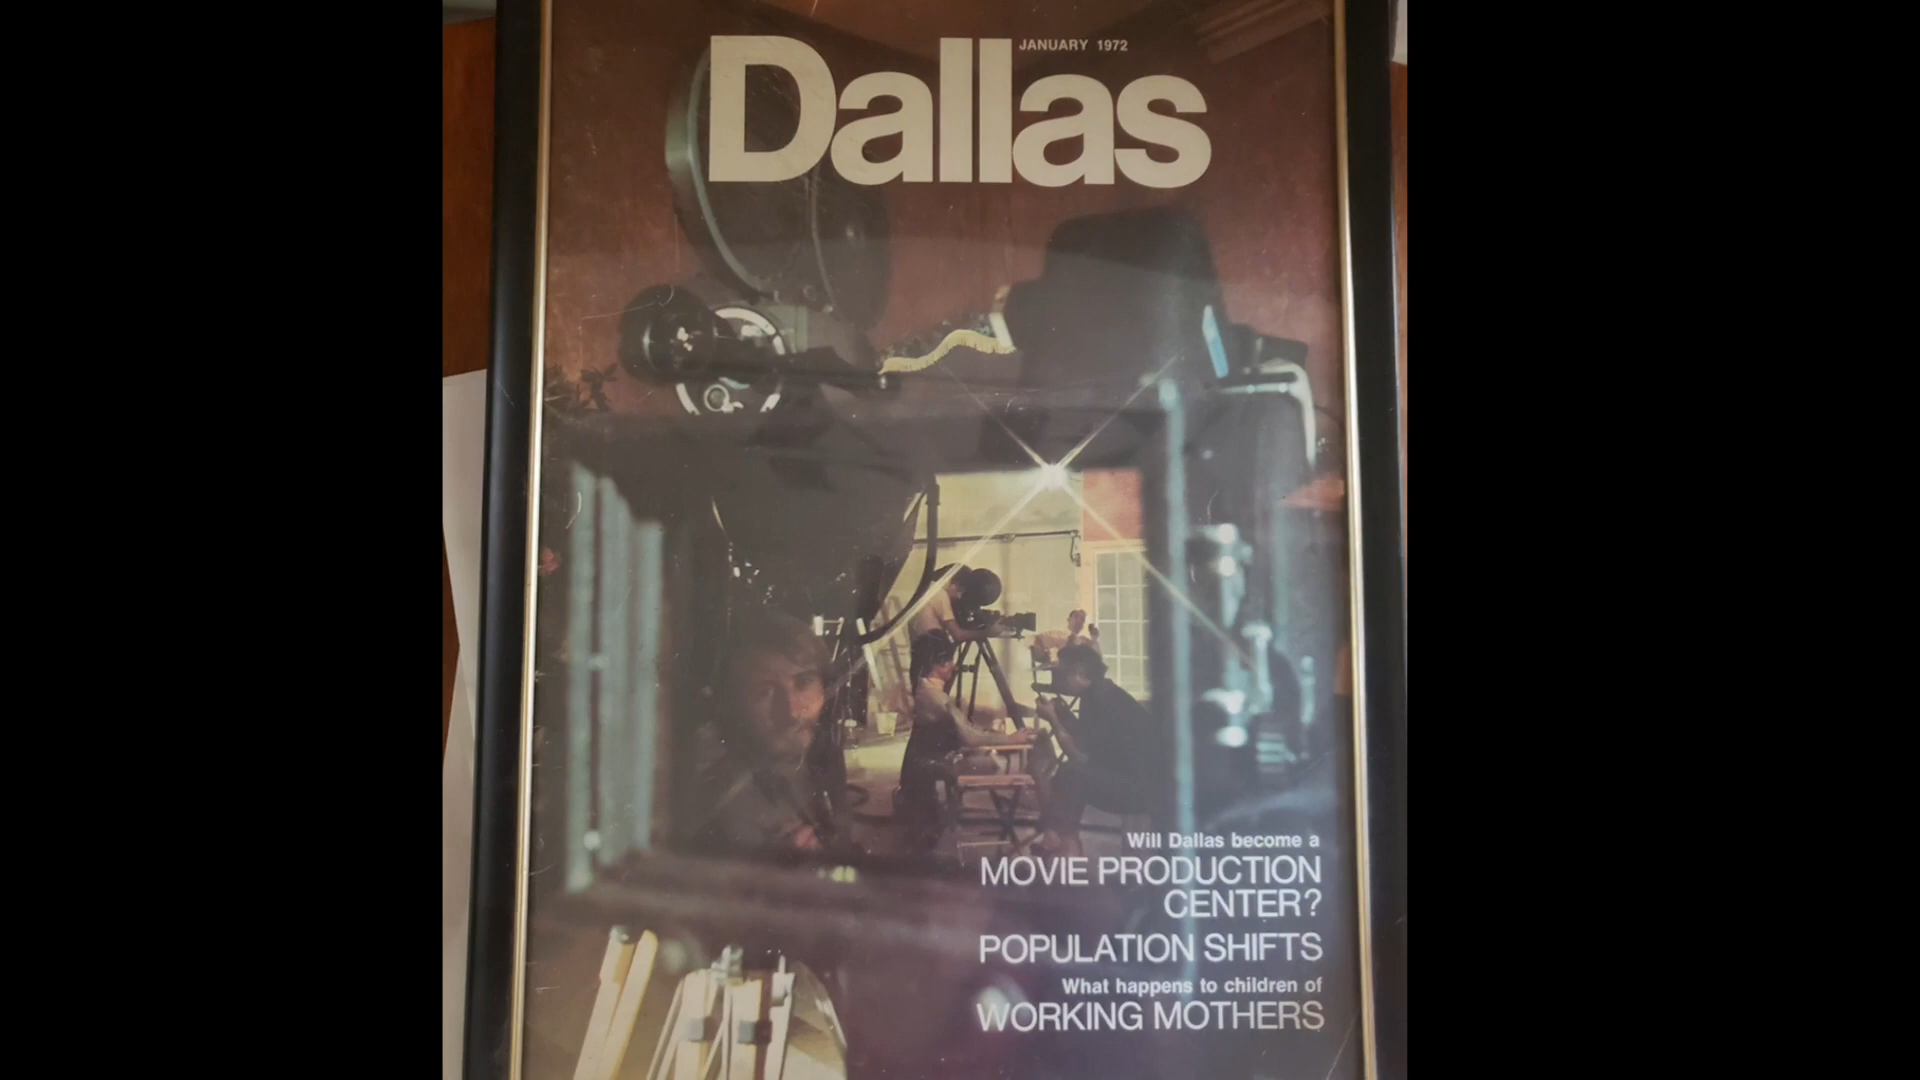 JANUARY 1972
Dallas
Will Dallas become a
MOVIE PRODUCTION
CENTER?
POPULATION SHIFTS
What happens to children of
WORKING MOTHERS